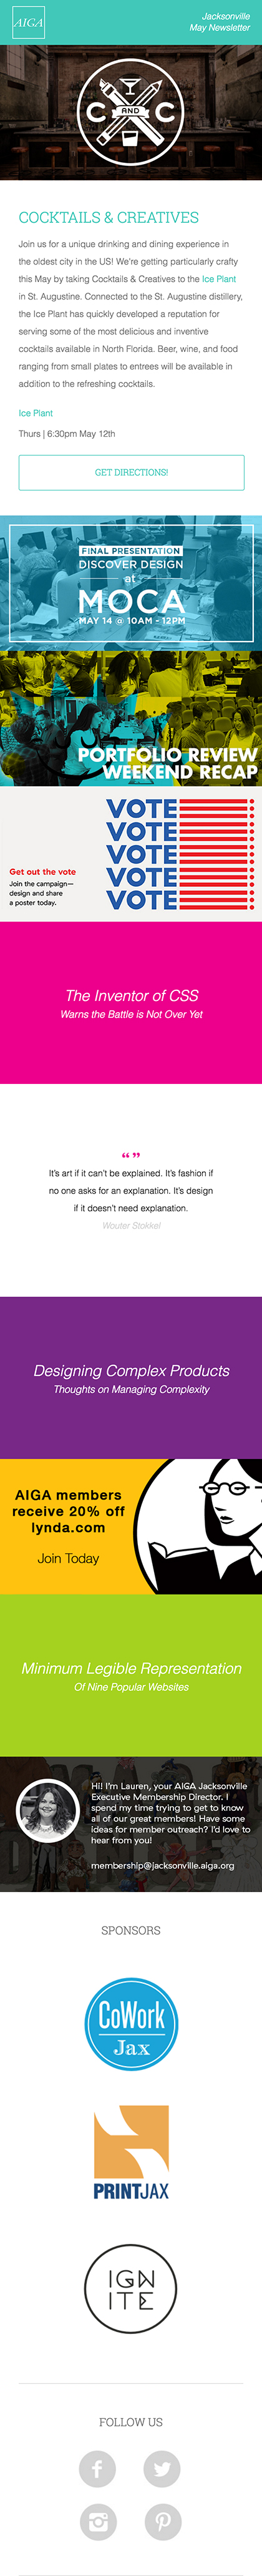 AIGA
Jacksonville
May Newsletter
C AND C
COCKTAILS & CREATIVES
Join us for a unique drinking and dining experience in
the oldest city in the US! We're getting particularly crafty
this May by taking Cocktails & Creatives to the Ice Plant
in St. Augustine. Connected to the St. Augustine distillery,
the Ice Plant has quickly developed a reputation for
serving some of the most delicious and inventive
cocktails available in North Florida. Beer, wine, and food
ranging from small plates to entrees will be available in
addition to the refreshing cocktails.
Ice Plant
Thurs | 6:30pm May 12th
GET DIRECTIONS!
FINAL PRESENTATION
DISCOVER DESIGN
at
MOCA
MAY 14 @ 10AM - 12PM
PORTFOLIO REVIEW
WEEKEND RECAP
VOTE
VOTE
VOTE
VOTE
VOTE
Get out the vote
Join the campaign—
design and share
a poster today.
The Inventor of CSS
Warns the Battle is Not Over Yet
“ ”
It's art if it can't be explained. It's fashion if
no one asks for an explanation. It's design
if it doesn't need explanation.
Wouter Stokkel
Designing Complex Products
Thoughts on Managing Complexity
AIGA members
receive 20% off
lynda.com
Join Today
Minimum Legible Representation
Of Nine Popular Websites
Hi! I'm Lauren, your AIGA Jacksonville
Executive Membership Director. I
spend my time trying to get to know
all of our great members! Have some
ideas for member outreach? I'd love to
hear from you!
membership@jacksonville.aiga.org
SPONSORS
CoWork
Jax
PRINTJAX
IGN
ITE
FOLLOW US